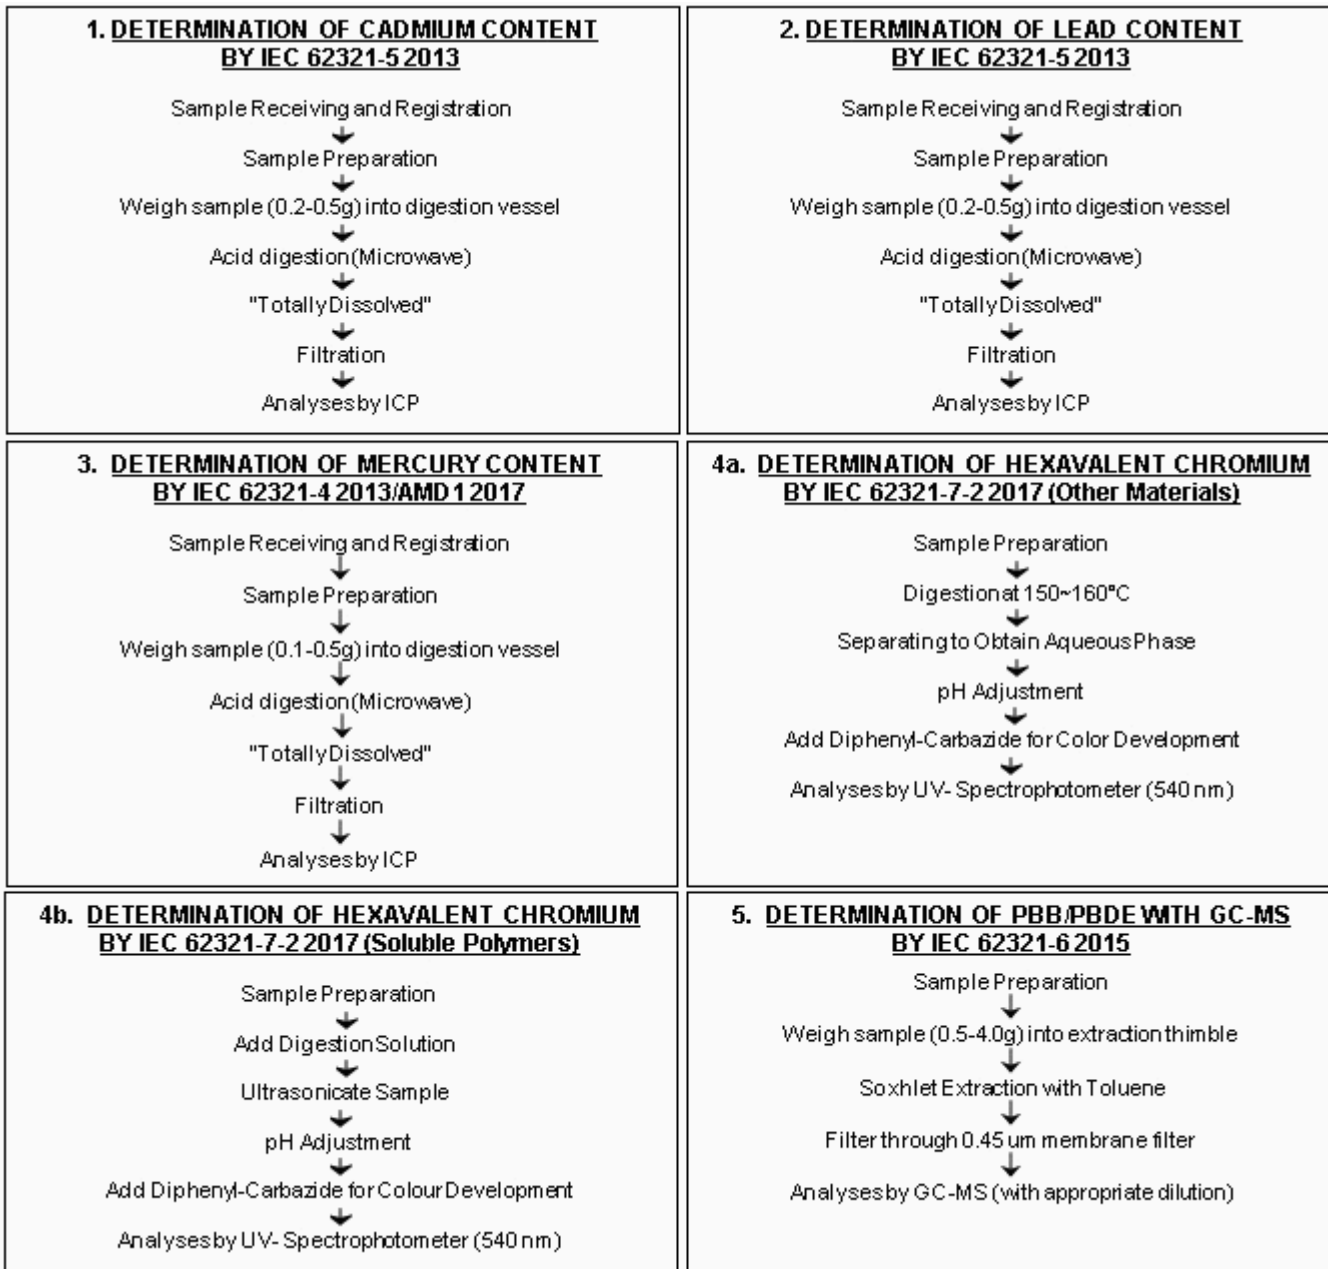 1. DETERMINATION OF CADMIUM CONTENT
BY IEC 62321-5 2013
Sample Receiving and Registration
Sample Preparation
Weigh sample (0.2-0.5g) into digestion vessel
Acid digestion (Microwave)
"Totally Dissolved"
Filtration
Analyses by ICP
2. DETERMINATION OF LEAD CONTENT
BY IEC 62321-5 2013
Sample Receiving and Registration
Sample Preparation
Weigh sample (0.2-0.5g) into digestion vessel
Acid digestion (Microwave)
"Totally Dissolved"
Filtration
Analyses by ICP
3. DETERMINATION OF MERCURY CONTENT
BY IEC 62321-4 2013/AMD1 2017
Sample Receiving and Registration
Sample Preparation
Weigh sample (0.1-0.5g) into digestion vessel
Acid digestion (Microwave)
"Totally Dissolved"
Filtration
Analyses by ICP
4a. DETERMINATION OF HEXAVALENT CHROMIUM
BY IEC 62321-7-2 2017 (Other Materials)
Sample Preparation
Digestion at 150~160°C
Separating to Obtain Aqueous Phase
pH Adjustment
Add Diphenyl-Carbazide for Color Development
Analyses by UV- Spectrophotometer (540 nm)
4b. DETERMINATION OF HEXAVALENT CHROMIUM
BY IEC 62321-7-2 2017 (Soluble Polymers)
Sample Preparation
Add Digestion Solution
Ultrasonicate Sample
pH Adjustment
Add Diphenyl-Carbazide for Colour Development
Analyses by UV- Spectrophotometer (540 nm)
5. DETERMINATION OF PBB/PBDE WITH GC-MS
BY IEC 62321-6 2015
Sample Preparation
Weigh sample (0.5-4.0g) into extraction thimble
Soxhlet Extraction with Toluene
Filter through 0.45 um membrane filter
Analyses by GC-MS (with appropriate dilution)